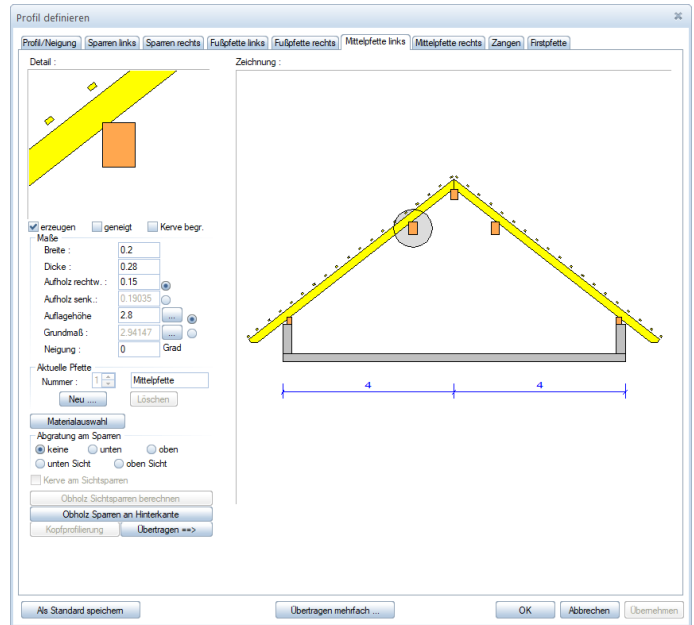 Profil definieren
Profil/Neigung Sparren links Sparren rechts Fußpfette links Fußpfette rechts Mittelpfette links Mittelpfette rechts Zangen Firstpfette
Detail :
Zeichnung :
erzeugen geneigt Kerve begr.
Maße
Breite : 0.2
Dicke : 0.28
Aufholz rechtw. : 0.15
Aufholz senk.: 0.19035
Auflagehöhe 2.8 ...
Grundmaß : 2.94147 ...
Neigung : 0 Grad
Aktuelle Pfette
Nummer : 1 Mittelpfette
Neu .... Löschen
Materialauswahl
Abgratung am Sparren
keine unten oben
unten Sicht oben Sicht
Kerve am Sichtsparren
Obholz Sichtsparren berechnen
Obholz Sparren an Hinterkante
Kopfprofilierung Übertragen ==>
4 4
Als Standard speichern Übertragen mehrfach ... OK Abbrechen Übernehmen